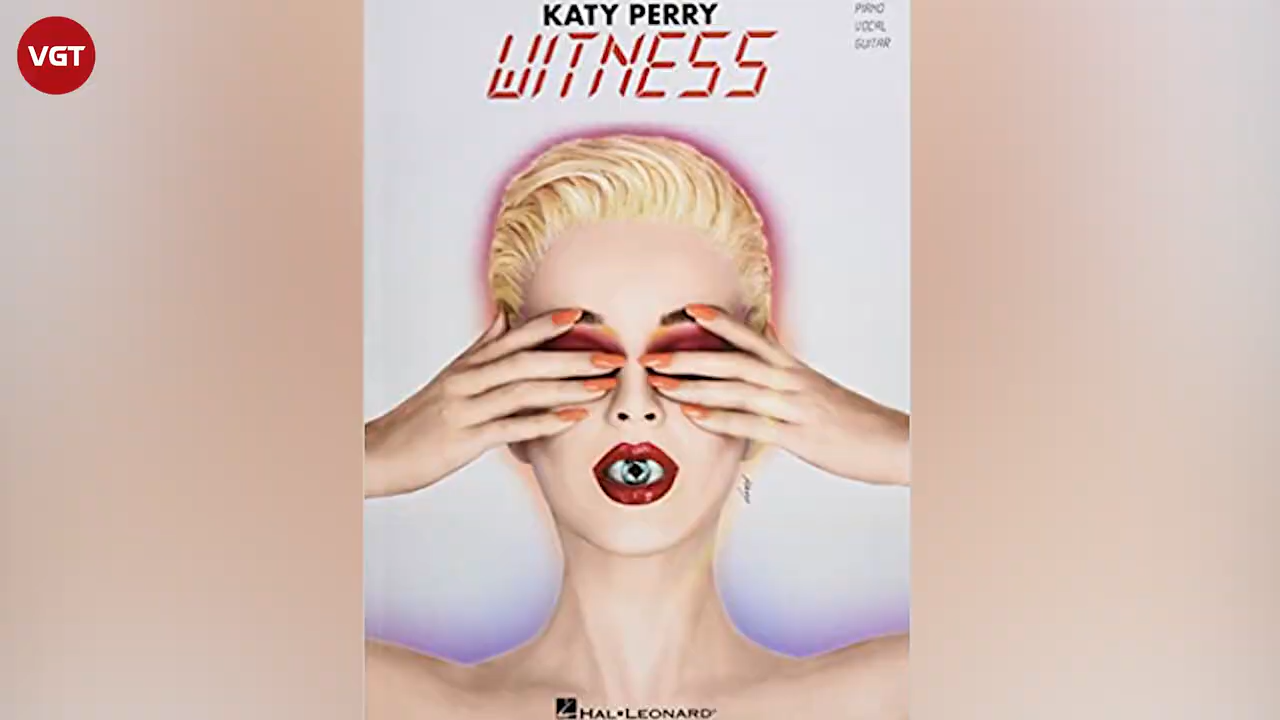 VGT
KATY PERRY
WITNESS
PIANO
VOCAL
GUITAR
HAL•LEONARD®